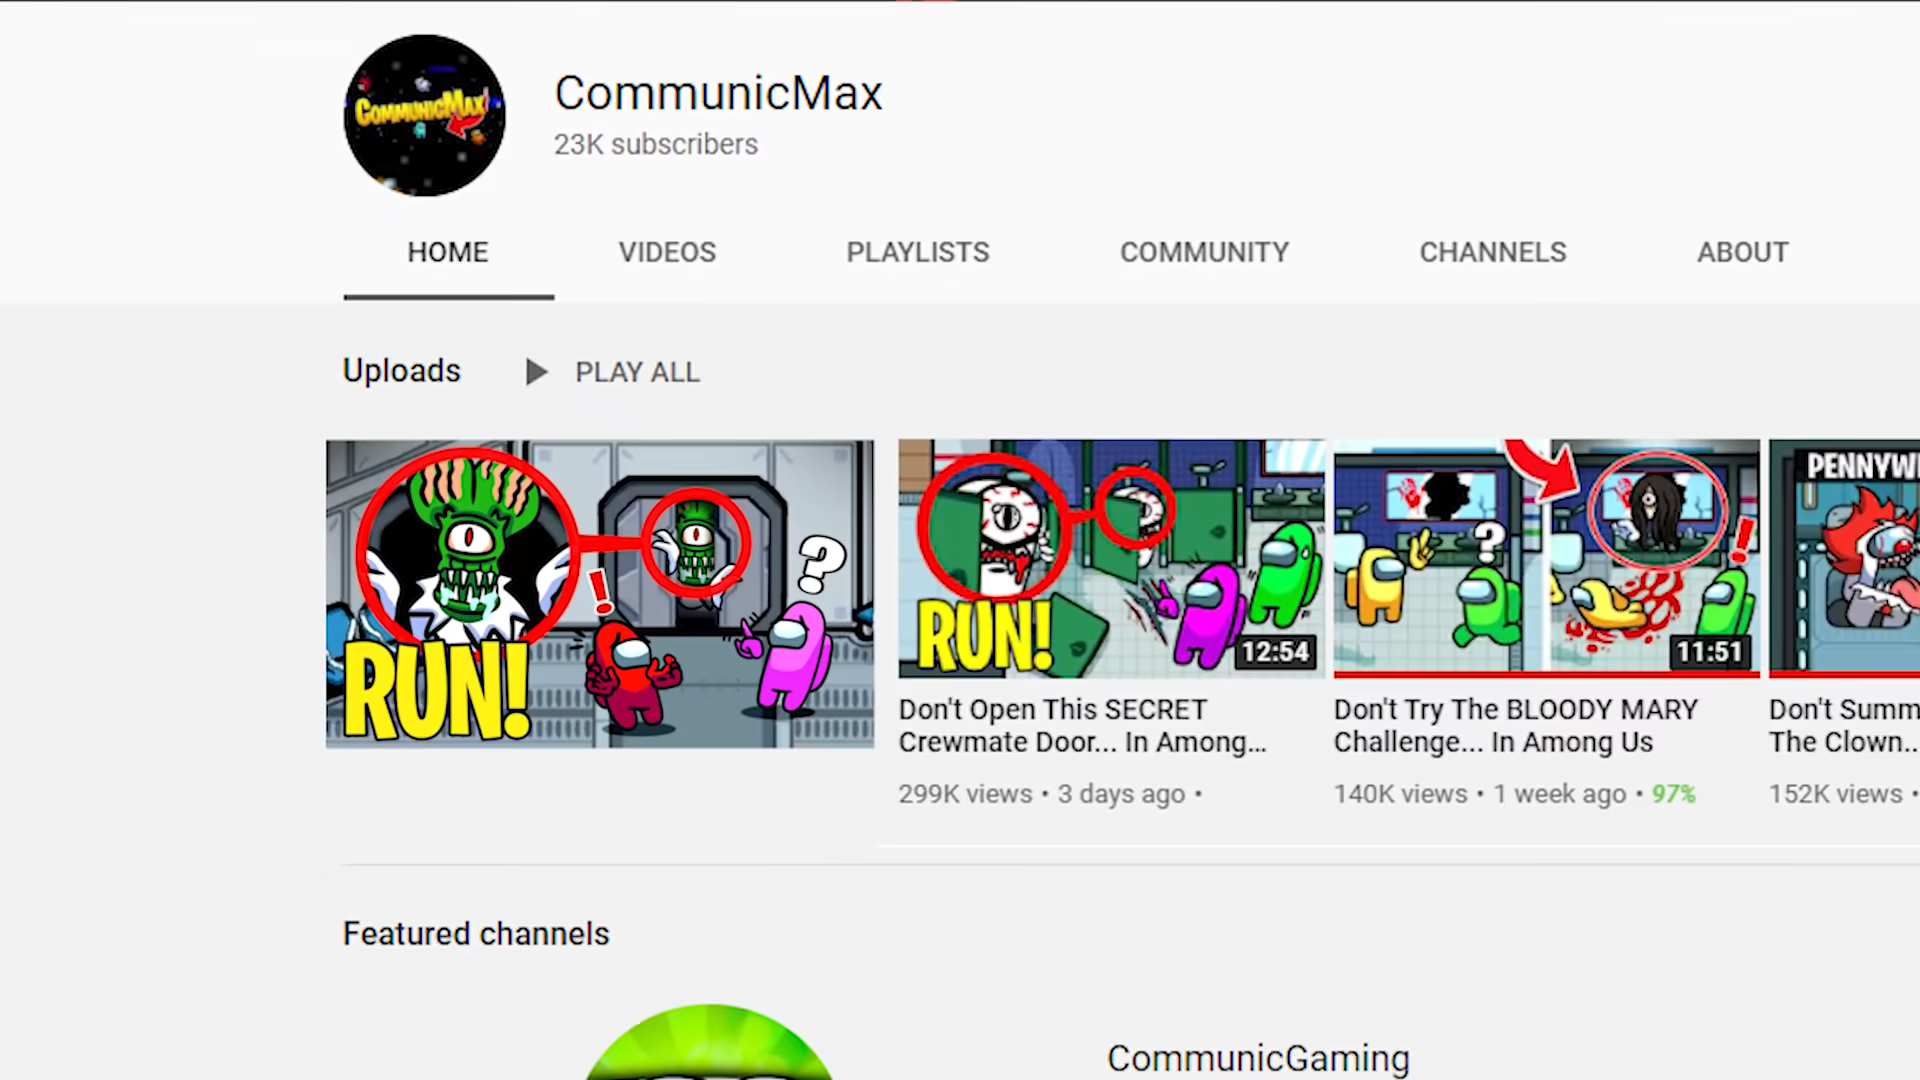 COMMUNICMAX
CommunicMax
23K subscribers
HOME
VIDEOS
PLAYLISTS
COMMUNITY
CHANNELS
ABOUT
Uploads
PLAY ALL
?
!
RUN!
RUN!
12:54
?
!
11:51
PENNYW
Don't Open This SECRET
Crewmate Door... In Among...
299K views • 3 days ago •
Don't Try The BLOODY MARY
Challenge... In Among Us
140K views • 1 week ago • 97%
Don't Summ
The Clown..
152K views •
Featured channels
CommunicGaming